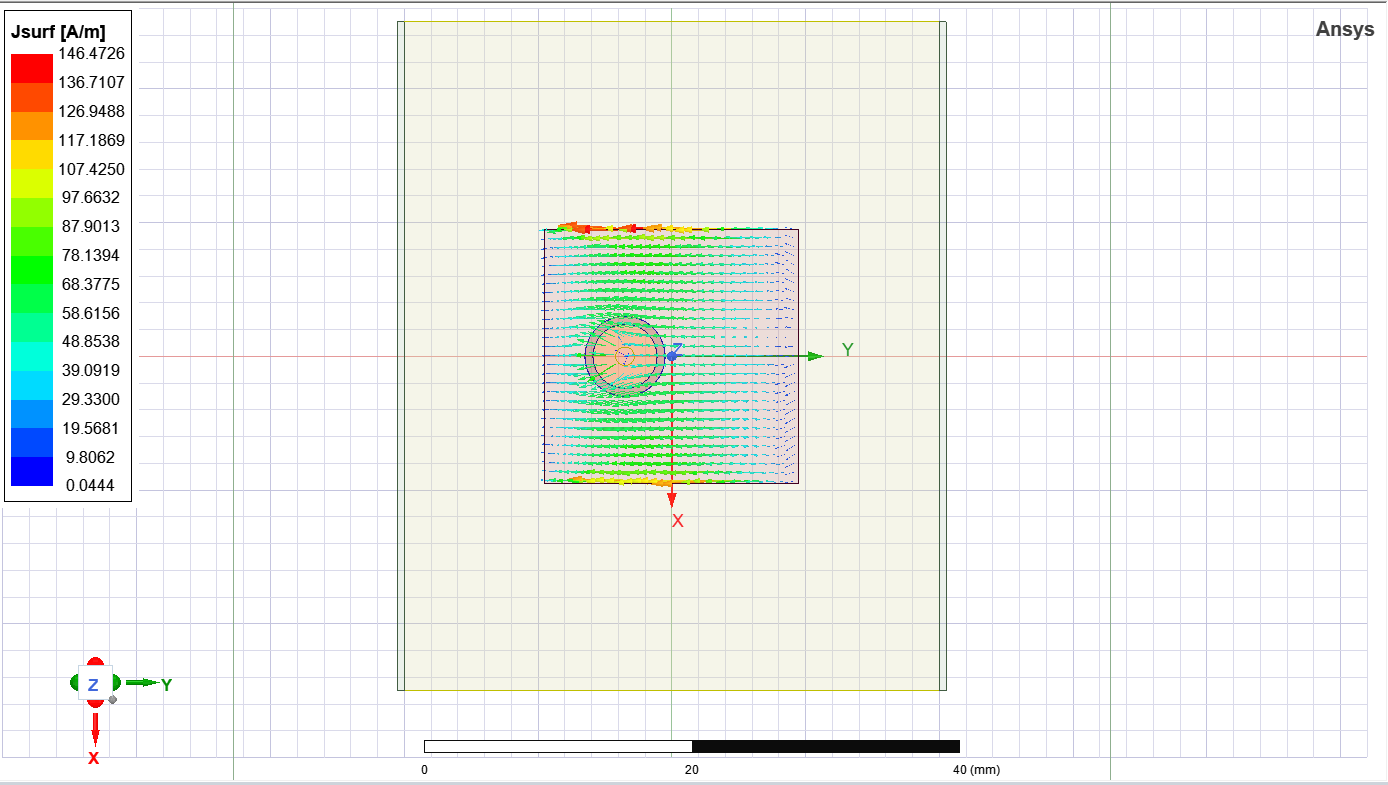 Jsurf [A/m]
146.4726
136.7107
126.9488
117.1869
107.4250
97.6632
87.9013
78.1394
68.3775
58.6156
48.8538
39.0919
29.3300
19.5681
9.8062
0.0444
Ansys
Z
Y
X
Z
Y
X
0 20 40 (mm)